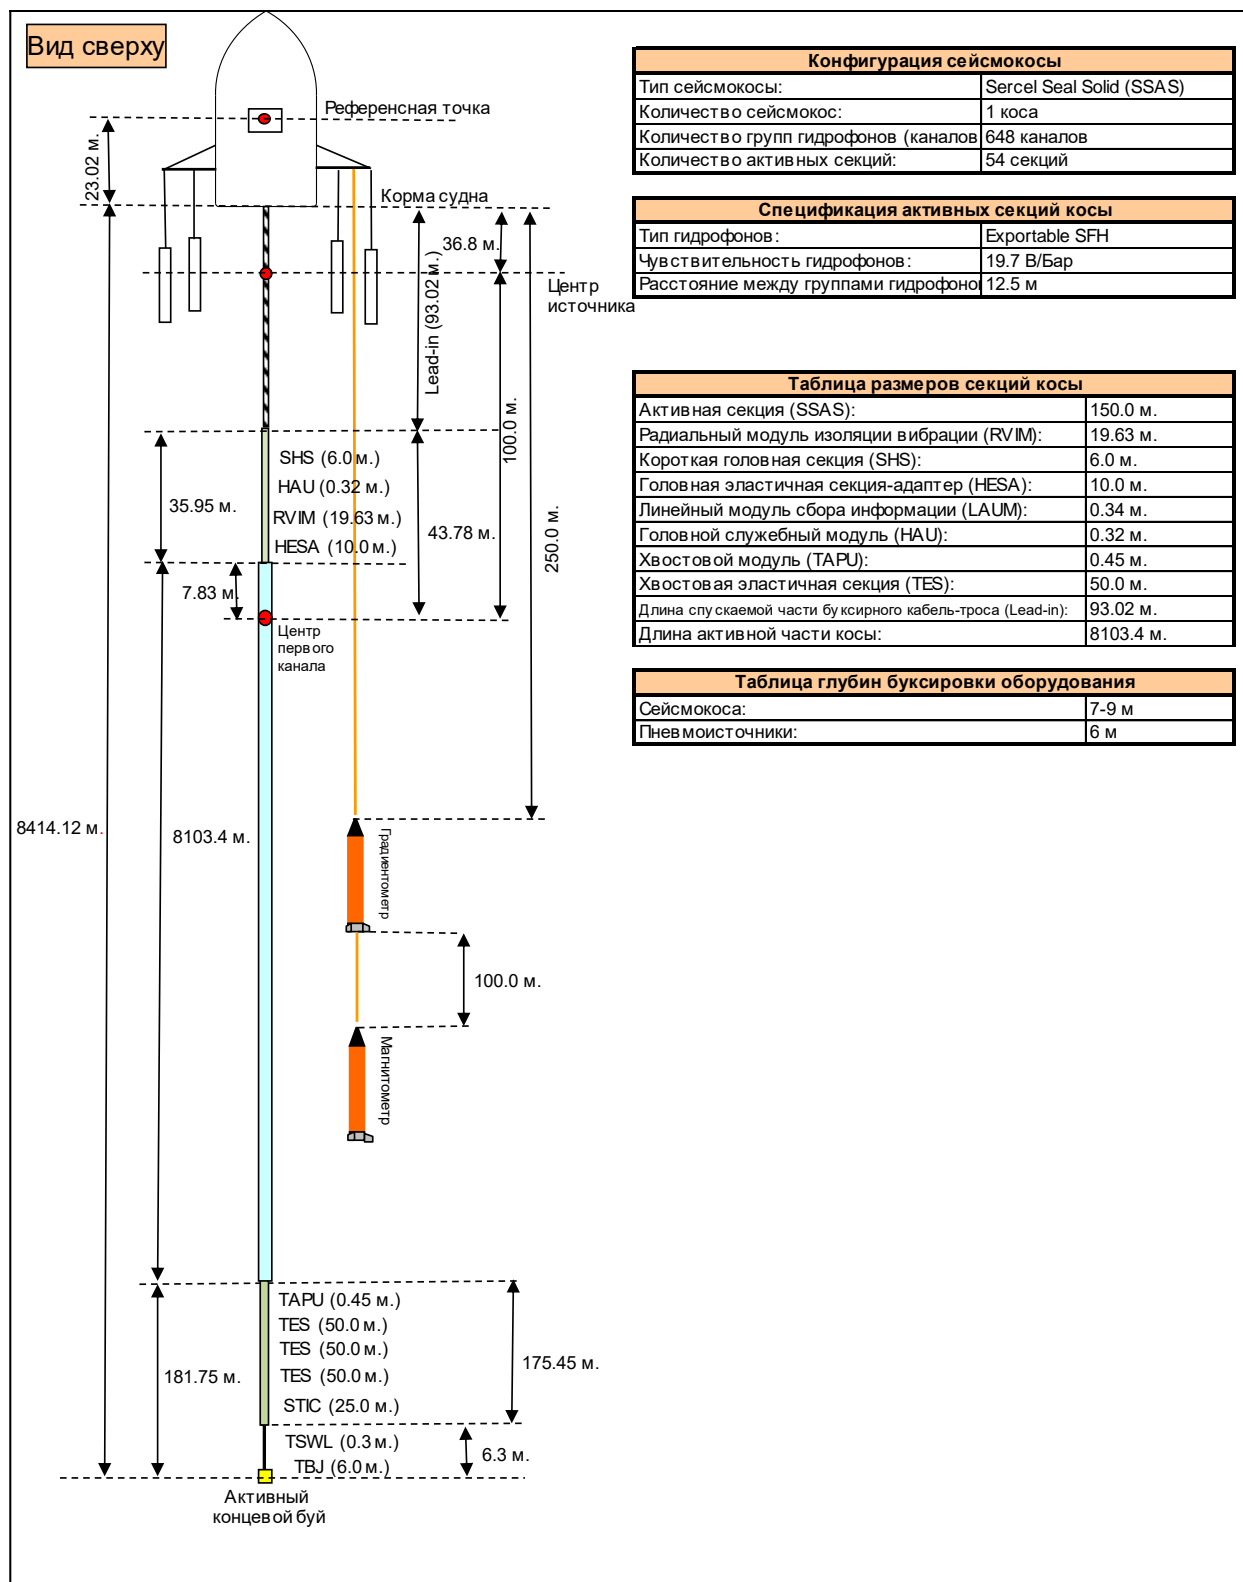 Вид сверху
Референсная точка
23.02 м.
Корма судна
36.8 м.
Центр
источника
Lead-in (93.02 м.)
100.0 м.
250.0 м.
SHS (6.0 м.)
HAU (0.32 м.)
RVIM (19.63 м.)
HESA (10.0 м.)
35.95 м.
43.78 м.
7.83 м.
Центр
первого
канала
8414.12 м.
8103.4 м.
Градиентометр
100.0 м.
Магнитометр
TAPU (0.45 м.)
TES (50.0 м.)
TES (50.0 м.)
TES (50.0 м.)
STIC (25.0 м.)
181.75 м.
175.45 м.
TSWL (0.3 м.)
TBJ (6.0 м.)
6.3 м.
Активный
концевой буй
Конфигурация сейсмокосы
Тип сейсмокосы: Sercel Seal Solid (SSAS)
Количество сейсмокос: 1 коса
Количество групп гидрофонов (каналов 648 каналов
Количество активных секций: 54 секций
Спецификация активных секций косы
Тип гидрофонов: Exportable SFH
Чувствительность гидрофонов: 19.7 В/Бар
Расстояние между группами гидрофоно 12.5 м
Таблица размеров секций косы
Активная секция (SSAS): 150.0 м.
Радиальный модуль изоляции вибрации (RVIM): 19.63 м.
Короткая головная секция (SHS): 6.0 м.
Головная эластичная секция-адаптер (HESA): 10.0 м.
Линейный модуль сбора информации (LAUM): 0.34 м.
Головной служебный модуль (HAU): 0.32 м.
Хвостовой модуль (TAPU): 0.45 м.
Хвостовая эластичная секция (TES): 50.0 м.
Длина спускаемой части буксирного кабель-троса (Lead-in): 93.02 м.
Длина активной части косы: 8103.4 м.
Таблица глубин буксировки оборудования
Сейсмокоса: 7-9 м
Пневмоисточники: 6 м